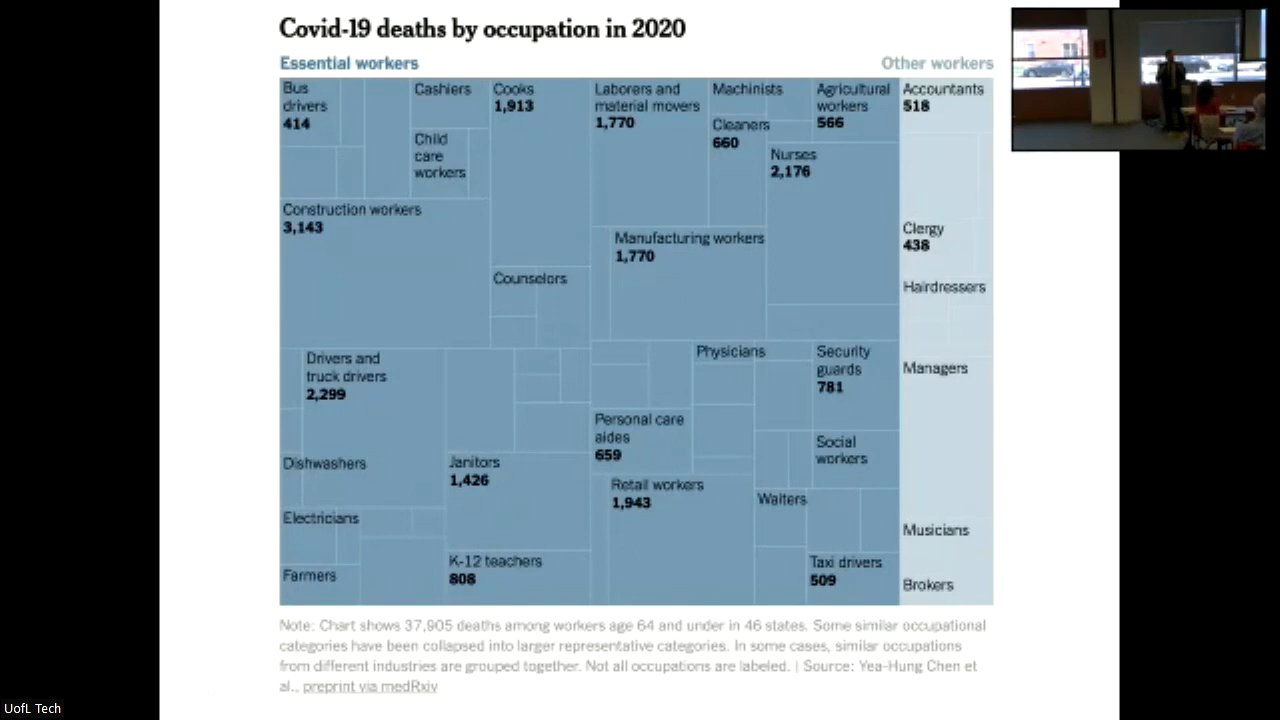 Covid-19 deaths by occupation in 2020
Essential workers
Other workers
Bus
drivers
414
Cashiers
Child
care
workers
Cooks
1,913
Laborers and
material movers
1,770
Machinists
Cleaners
660
Agricultural
workers
566
Nurses
2,176
Accountants
518
Construction workers
3,143
Counselors
Manufacturing workers
1,770
Clergy
438
Hairdressers
Drivers and
truck drivers
2,299
Physicians
Security
guards
781
Managers
Personal care
aides
659
Social
workers
Dishwashers
Janitors
1,426
Retail workers
1,943
Waiters
Electricians
Musicians
Farmers
K-12 teachers
808
Taxi drivers
509
Brokers
Note: Chart shows 37,905 deaths among workers age 64 and under in 46 states. Some similar occupational
categories have been collapsed into larger representative categories. In some cases, similar occupations
from different industries are grouped together. Not all occupations are labeled. | Source: Yea-Hung Chen et
al., preprint via medRxiv
UofL Tech